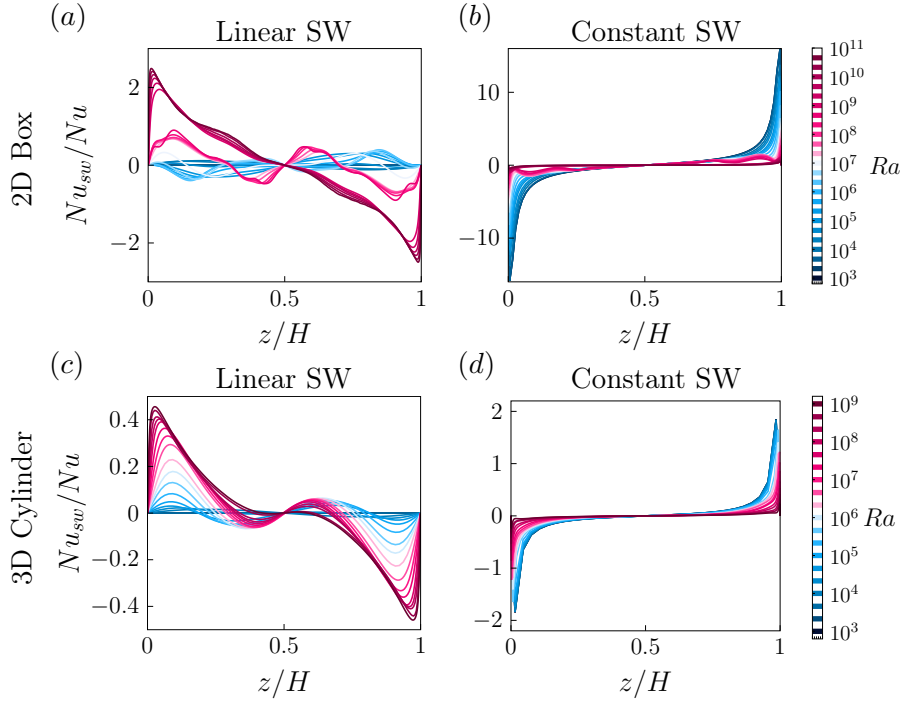 (a) Linear SW
(b) Constant SW
2D Box
Nu_{sw}/Nu
2
0
−2
0 0.5 1
z/H
10
0
−10
0 0.5 1
z/H
10^{11}
10^{10}
10^{9}
10^{8}
10^{7}
10^{6}
10^{5}
10^{4}
10^{3}
Ra
(c) Linear SW
(d) Constant SW
3D Cylinder
Nu_{sw}/Nu
0.4
0.2
0
−0.2
−0.4
0 0.5 1
z/H
2
1
0
−1
−2
0 0.5 1
z/H
10^{9}
10^{8}
10^{7}
10^{6}
10^{5}
10^{4}
10^{3}
Ra